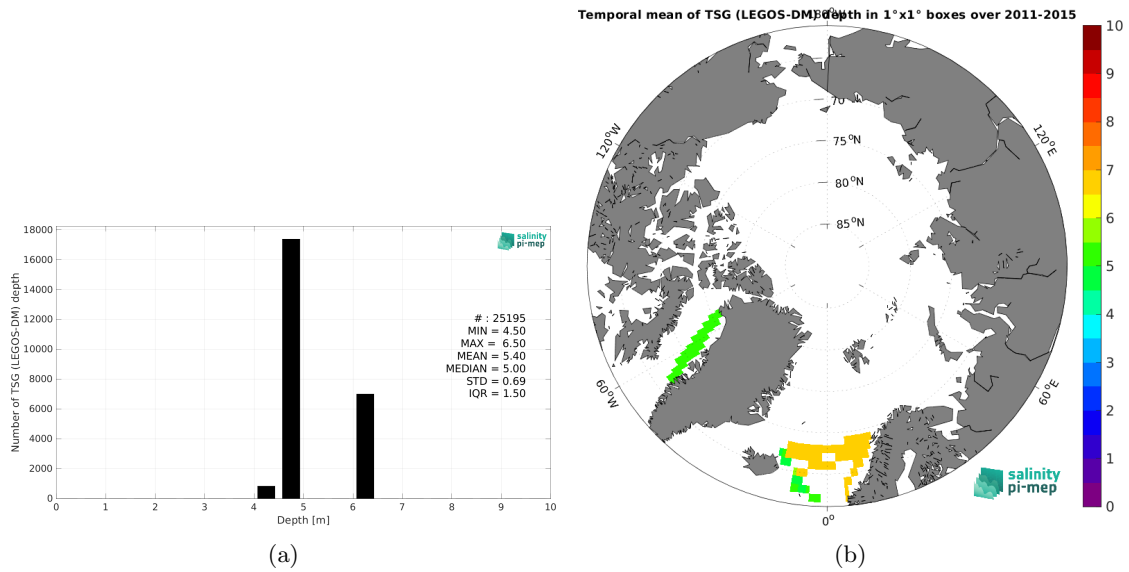 Number of TSG (LEGOS-DM) depth
18000
16000
14000
12000
10000
8000
6000
4000
2000
0
0 1 2 3 4 5 6 7 8 9 10
Depth [m]
salinity
pi-mep
# : 25195
MIN = 4.50
MAX = 6.50
MEAN = 5.40
MEDIAN = 5.00
STD = 0.69
IQR = 1.50
(a)
Temporal mean of TSG (LEGOS-DM) depth in 1°x1° boxes over 2011-2015
180°W
120°W
120°E
60°W
60°E
0°
70
75°N
80°N
85°N
salinity
pi-mep
10
9
8
7
6
5
4
3
2
1
0
(b)